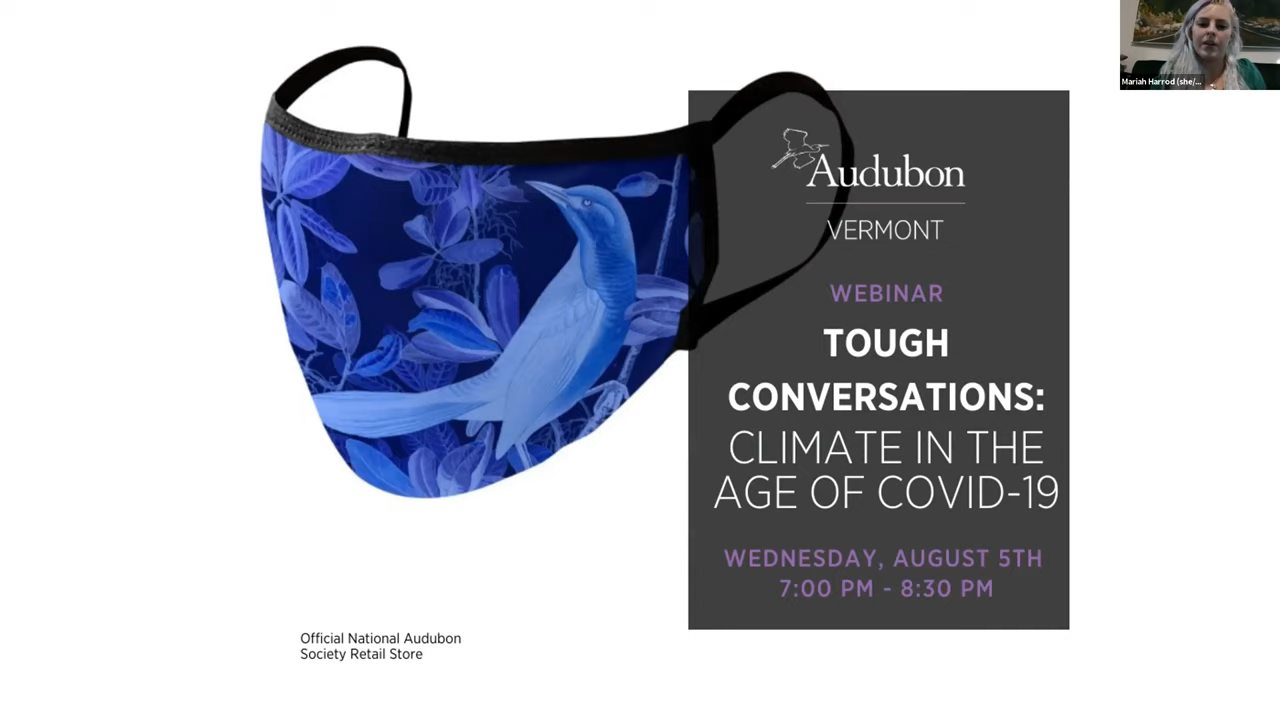 Mariah Harrod (she/...
Audubon
VERMONT
WEBINAR
TOUGH
CONVERSATIONS:
CLIMATE IN THE
AGE OF COVID-19
WEDNESDAY, AUGUST 5TH
7:00 PM - 8:30 PM
Official National Audubon
Society Retail Store